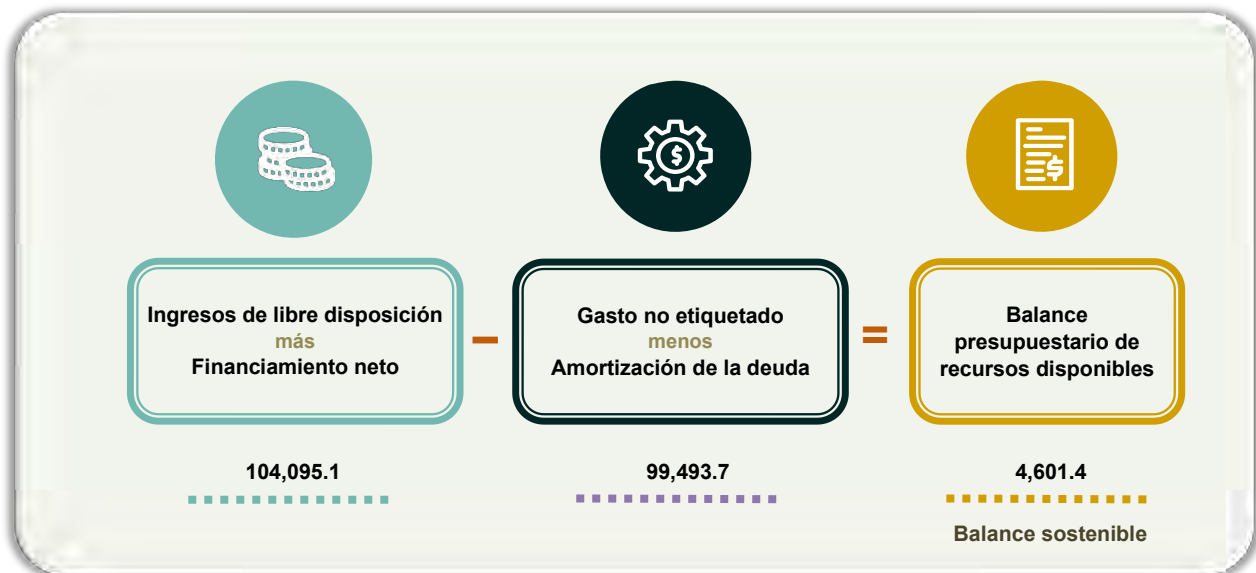 Ingresos de libre disposición
más
Financiamiento neto
–
Gasto no etiquetado
menos
Amortización de la deuda
=
Balance
presupuestario de
recursos disponibles
104,095.1
99,493.7
4,601.4
Balance sostenible